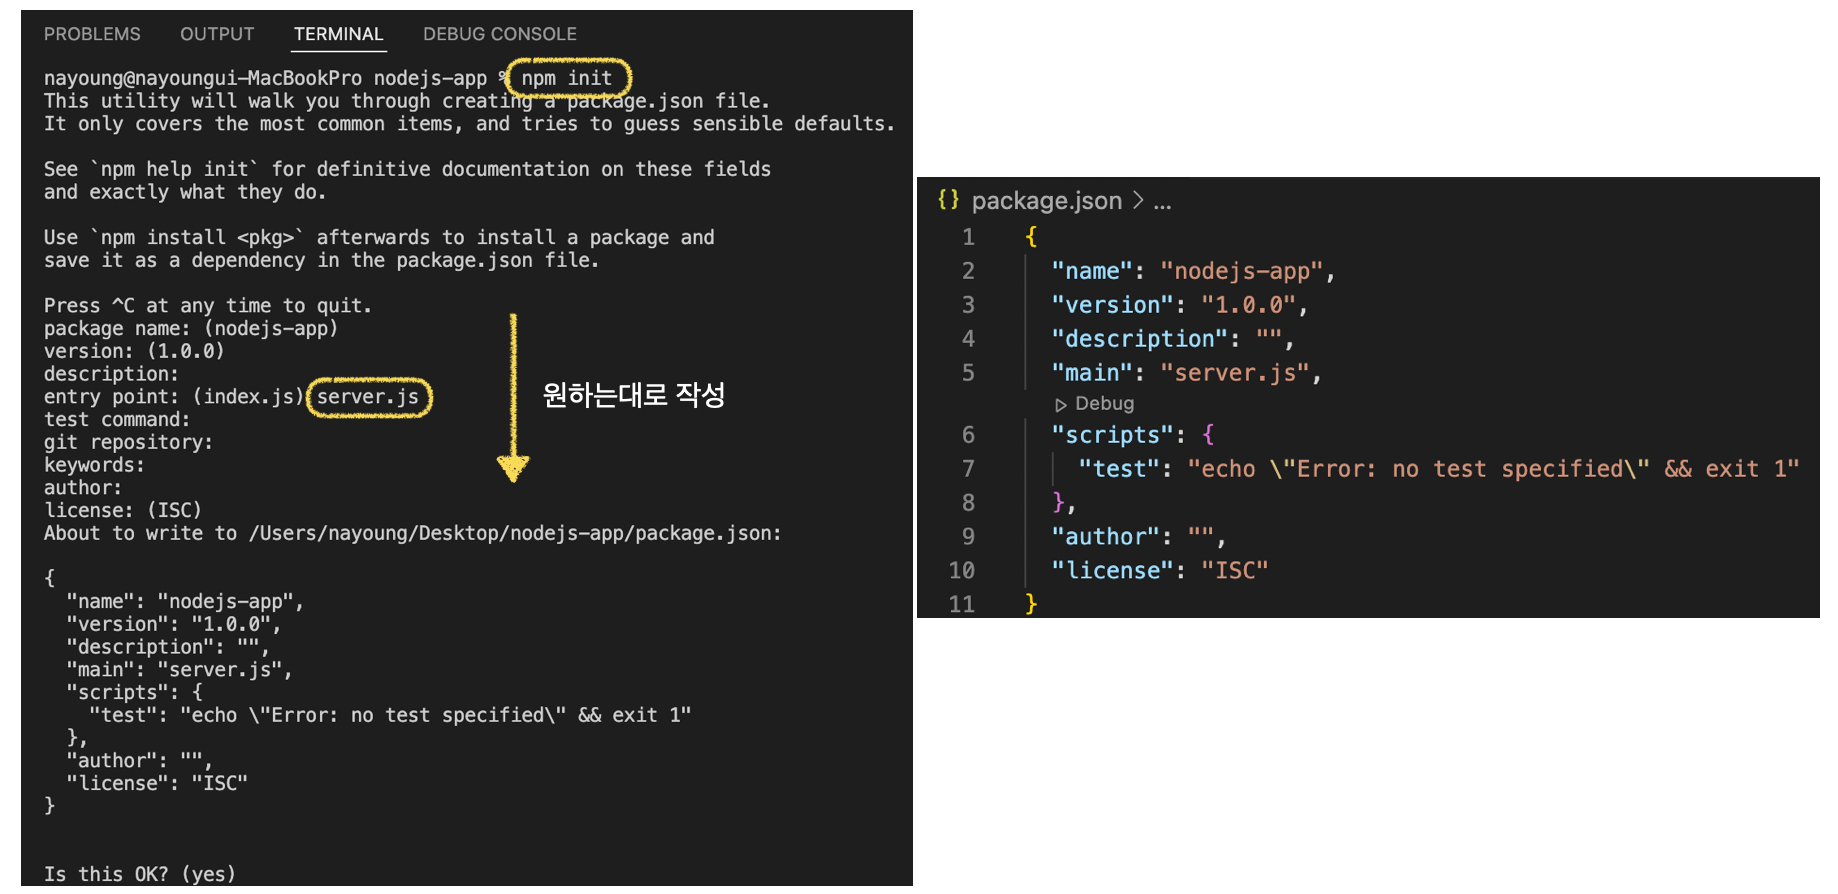 PROBLEMS OUTPUT TERMINAL DEBUG CONSOLE
nayoung@nayoungui-MacBookPro nodejs-app % npm init
This utility will walk you through creating a package.json file.
It only covers the most common items, and tries to guess sensible defaults.
See `npm help init` for definitive documentation on these fields
and exactly what they do.
Use `npm install <pkg>` afterwards to install a package and
save it as a dependency in the package.json file.
Press ^C at any time to quit.
package name: (nodejs-app)
version: (1.0.0)
description:
entry point: (index.js) server.js
test command:
git repository:
keywords:
author:
license: (ISC)
About to write to /Users/nayoung/Desktop/nodejs-app/package.json:
{
  "name": "nodejs-app",
  "version": "1.0.0",
  "description": "",
  "main": "server.js",
  "scripts": {
    "test": "echo \"Error: no test specified\" && exit 1"
  },
  "author": "",
  "license": "ISC"
}
Is this OK? (yes)
원하는대로 작성
{} package.json > ...
1 {
2 "name": "nodejs-app",
3 "version": "1.0.0",
4 "description": "",
5 "main": "server.js",
▷ Debug
6 "scripts": {
7 "test": "echo \"Error: no test specified\" && exit 1"
8 },
9 "author": "",
10 "license": "ISC"
11 }